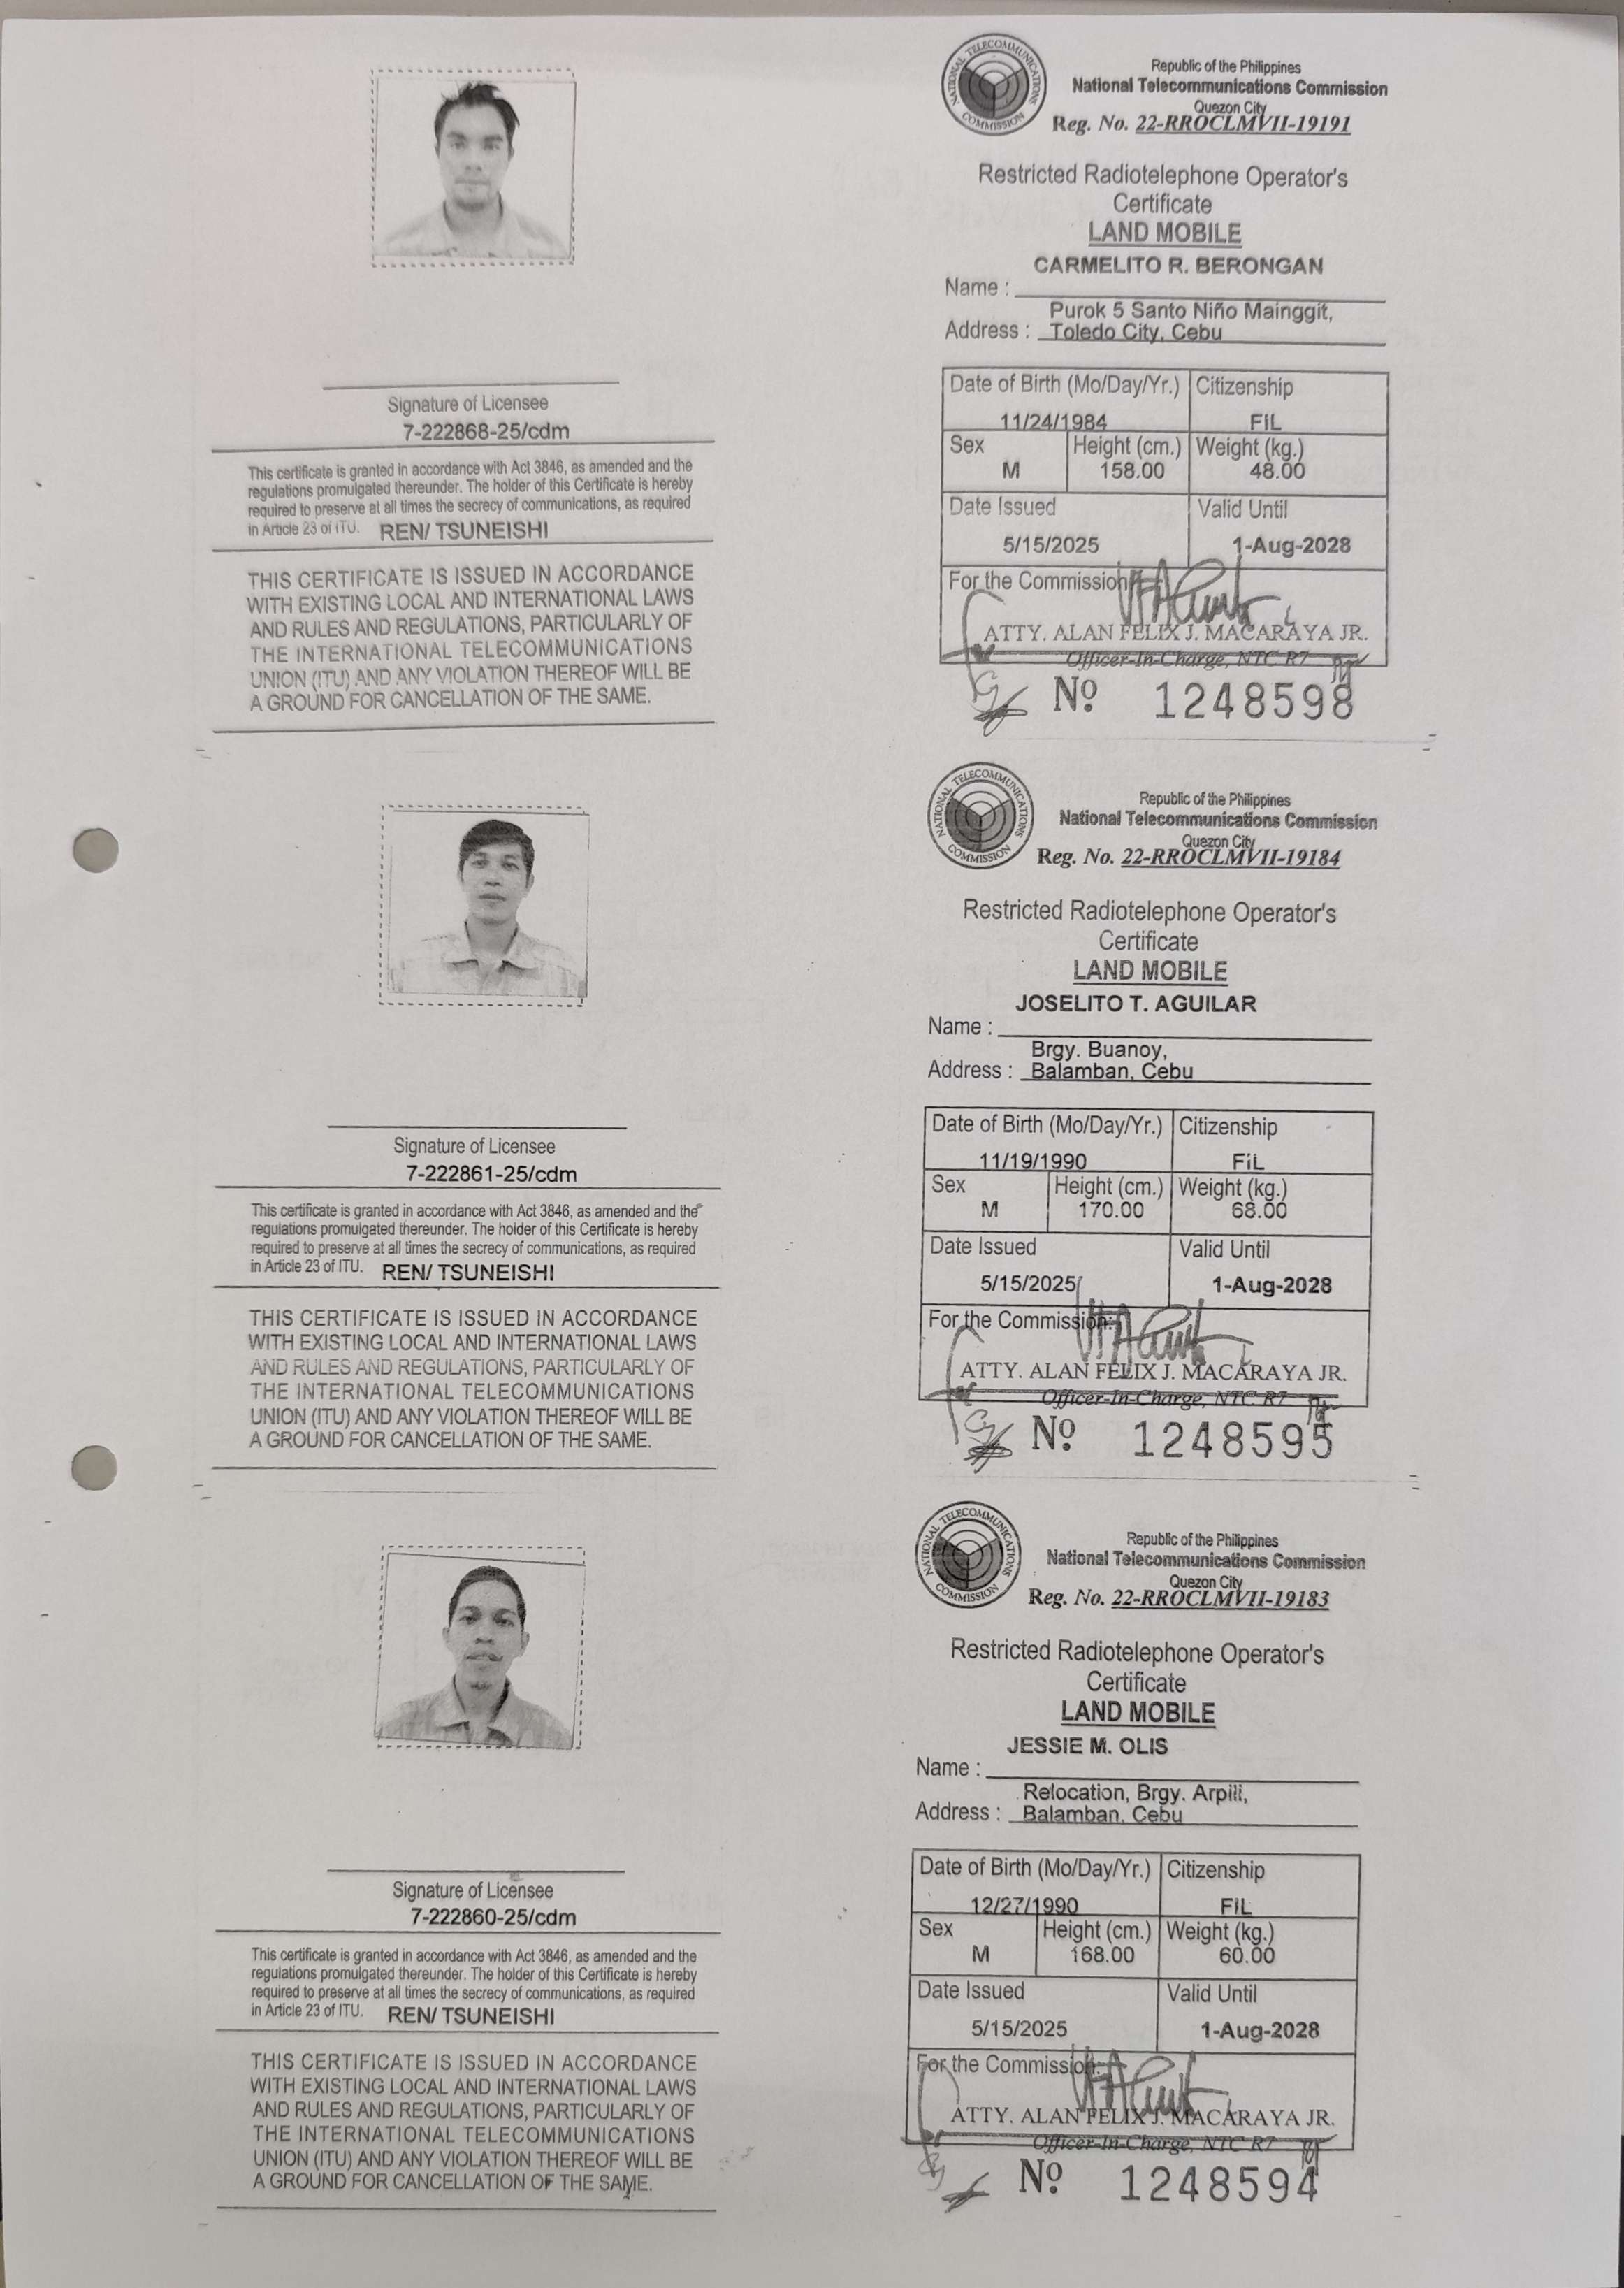 NATIONAL TELECOMMUNICATIONS COMMISSION
Republic of the Philippines
National Telecommunications Commission
Quezon City
Reg. No. 22-RROCLMVII-19191
Restricted Radiotelephone Operator's
Certificate
LAND MOBILE
CARMELITO R. BERONGAN
Name :
Purok 5 Santo Niño Mainggit,
Address : Toledo City, Cebu
Date of Birth (Mo/Day/Yr.) Citizenship
11/24/1984 FIL
Sex Height (cm.) Weight (kg.)
M 158.00 48.00
Date Issued Valid Until
5/15/2025 1-Aug-2028
For the Commission
ATTY. ALAN FELIX J. MACARAYA JR.
Officer-In-Charge, NTC R7
Nº 1248598
Signature of Licensee
7-222868-25/cdm
This certificate is granted in accordance with Act 3846, as amended and the
regulations promulgated thereunder. The holder of this Certificate is hereby
required to preserve at all times the secrecy of communications, as required
in Article 23 of ITU. REN/ TSUNEISHI
THIS CERTIFICATE IS ISSUED IN ACCORDANCE
WITH EXISTING LOCAL AND INTERNATIONAL LAWS
AND RULES AND REGULATIONS, PARTICULARLY OF
THE INTERNATIONAL TELECOMMUNICATIONS
UNION (ITU) AND ANY VIOLATION THEREOF WILL BE
A GROUND FOR CANCELLATION OF THE SAME.
NATIONAL TELECOMMUNICATIONS COMMISSION
Republic of the Philippines
National Telecommunications Commission
Quezon City
Reg. No. 22-RROCLMVII-19184
Restricted Radiotelephone Operator's
Certificate
LAND MOBILE
JOSELITO T. AGUILAR
Name :
Brgy. Buanoy,
Address : Balamban, Cebu
Date of Birth (Mo/Day/Yr.) Citizenship
11/19/1990 FIL
Sex Height (cm.) Weight (kg.)
M 170.00 68.00
Date Issued Valid Until
5/15/2025 1-Aug-2028
For the Commission:
ATTY. ALAN FELIX J. MACARAYA JR.
Officer-In-Charge, NTC R7
Nº 1248595
Signature of Licensee
7-222861-25/cdm
This certificate is granted in accordance with Act 3846, as amended and the
regulations promulgated thereunder. The holder of this Certificate is hereby
required to preserve at all times the secrecy of communications, as required
in Article 23 of ITU. REN/ TSUNEISHI
THIS CERTIFICATE IS ISSUED IN ACCORDANCE
WITH EXISTING LOCAL AND INTERNATIONAL LAWS
AND RULES AND REGULATIONS, PARTICULARLY OF
THE INTERNATIONAL TELECOMMUNICATIONS
UNION (ITU) AND ANY VIOLATION THEREOF WILL BE
A GROUND FOR CANCELLATION OF THE SAME.
NATIONAL TELECOMMUNICATIONS COMMISSION
Republic of the Philippines
National Telecommunications Commission
Quezon City
Reg. No. 22-RROCLMVII-19183
Restricted Radiotelephone Operator's
Certificate
LAND MOBILE
JESSIE M. OLIS
Name :
Relocation, Brgy. Arpili,
Address : Balamban, Cebu
Date of Birth (Mo/Day/Yr.) Citizenship
12/27/1990 FIL
Sex Height (cm.) Weight (kg.)
M 168.00 60.00
Date Issued Valid Until
5/15/2025 1-Aug-2028
For the Commission:
ATTY. ALAN FELIX J. MACARAYA JR.
Officer-In-Charge, NTC R7
Nº 1248594
Signature of Licensee
7-222860-25/cdm
This certificate is granted in accordance with Act 3846, as amended and the
regulations promulgated thereunder. The holder of this Certificate is hereby
required to preserve at all times the secrecy of communications, as required
in Article 23 of ITU. REN/ TSUNEISHI
THIS CERTIFICATE IS ISSUED IN ACCORDANCE
WITH EXISTING LOCAL AND INTERNATIONAL LAWS
AND RULES AND REGULATIONS, PARTICULARLY OF
THE INTERNATIONAL TELECOMMUNICATIONS
UNION (ITU) AND ANY VIOLATION THEREOF WILL BE
A GROUND FOR CANCELLATION OF THE SAME.